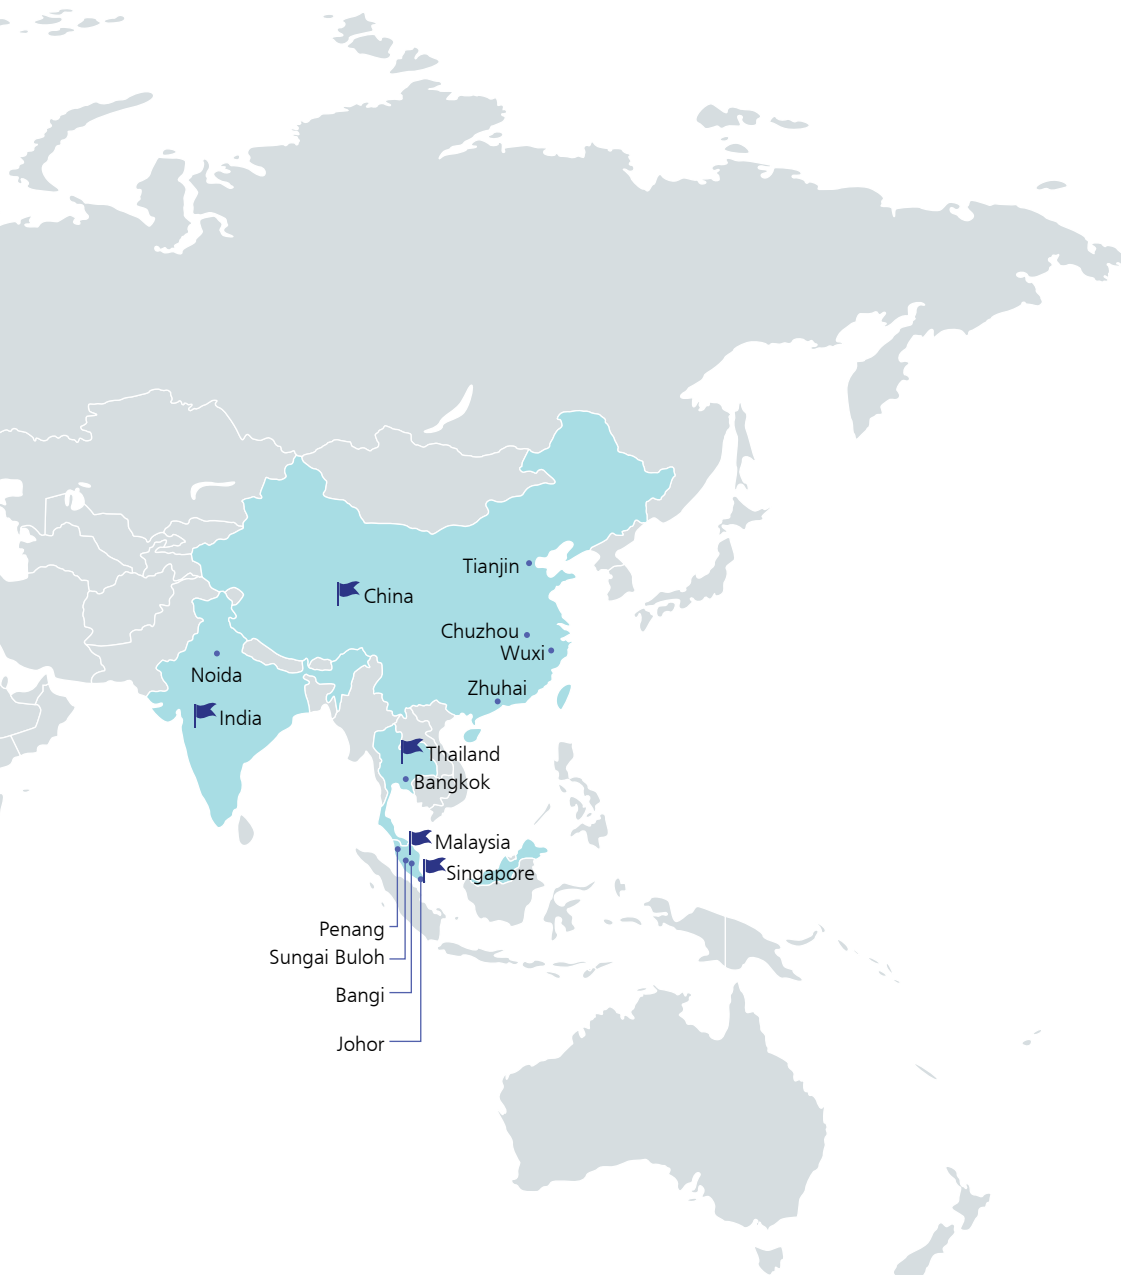 Tianjin
China
Chuzhou
Wuxi
Noida
Zhuhai
India
Thailand
Bangkok
Malaysia
Singapore
Penang
Sungai Buloh
Bangi
Johor